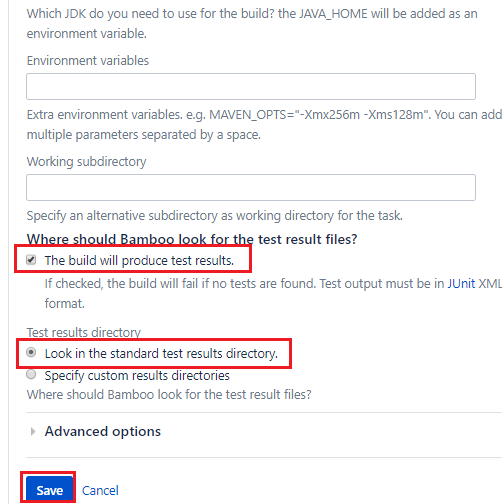 Which JDK do you need to use for the build? the JAVA_HOME will be added as an
environment variable.
Environment variables
Extra environment variables. e.g. MAVEN_OPTS="-Xmx256m -Xms128m". You can add
multiple parameters separated by a space.
Working subdirectory
Specify an alternative subdirectory as working directory for the task.
Where should Bamboo look for the test result files?
The build will produce test results.
If checked, the build will fail if no tests are found. Test output must be in JUnit XML
format.
Test results directory
Look in the standard test results directory.
Specify custom results directories
Where should Bamboo look for the test result files?
Advanced options
Save Cancel